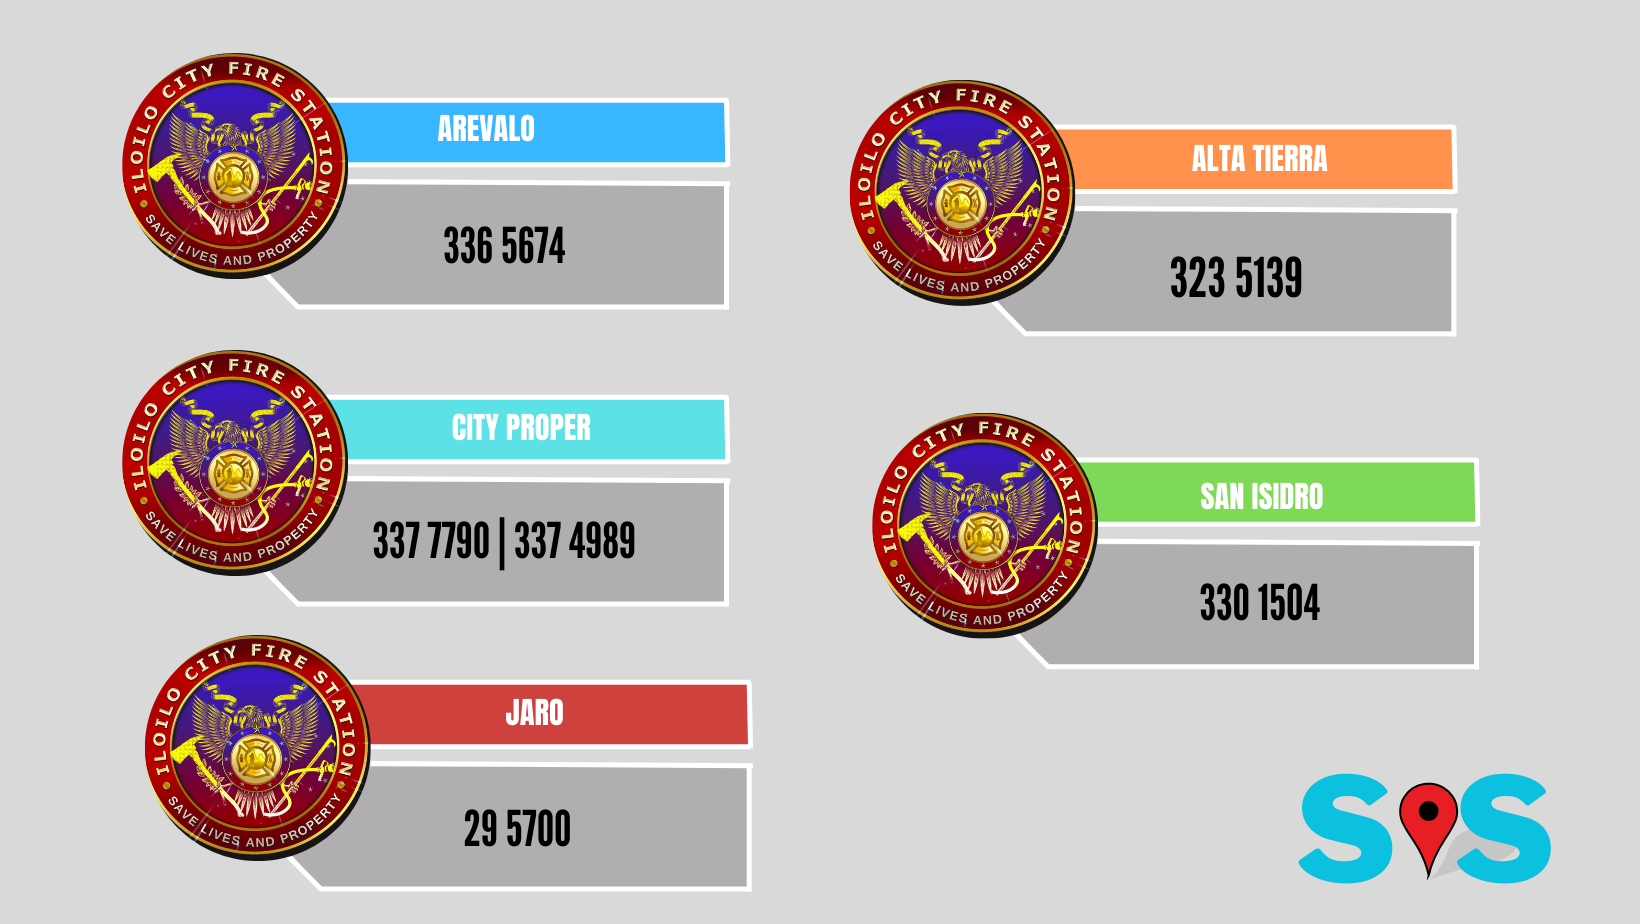 ILOILO CITY FIRE STATION
SAVE LIVES AND PROPERTY
AREVALO
336 5674
ILOILO CITY FIRE STATION
SAVE LIVES AND PROPERTY
CITY PROPER
337 7790 | 337 4989
ILOILO CITY FIRE STATION
SAVE LIVES AND PROPERTY
JARO
29 5700
ILOILO CITY FIRE STATION
SAVE LIVES AND PROPERTY
ALTA TIERRA
323 5139
ILOILO CITY FIRE STATION
SAVE LIVES AND PROPERTY
SAN ISIDRO
330 1504
SOS